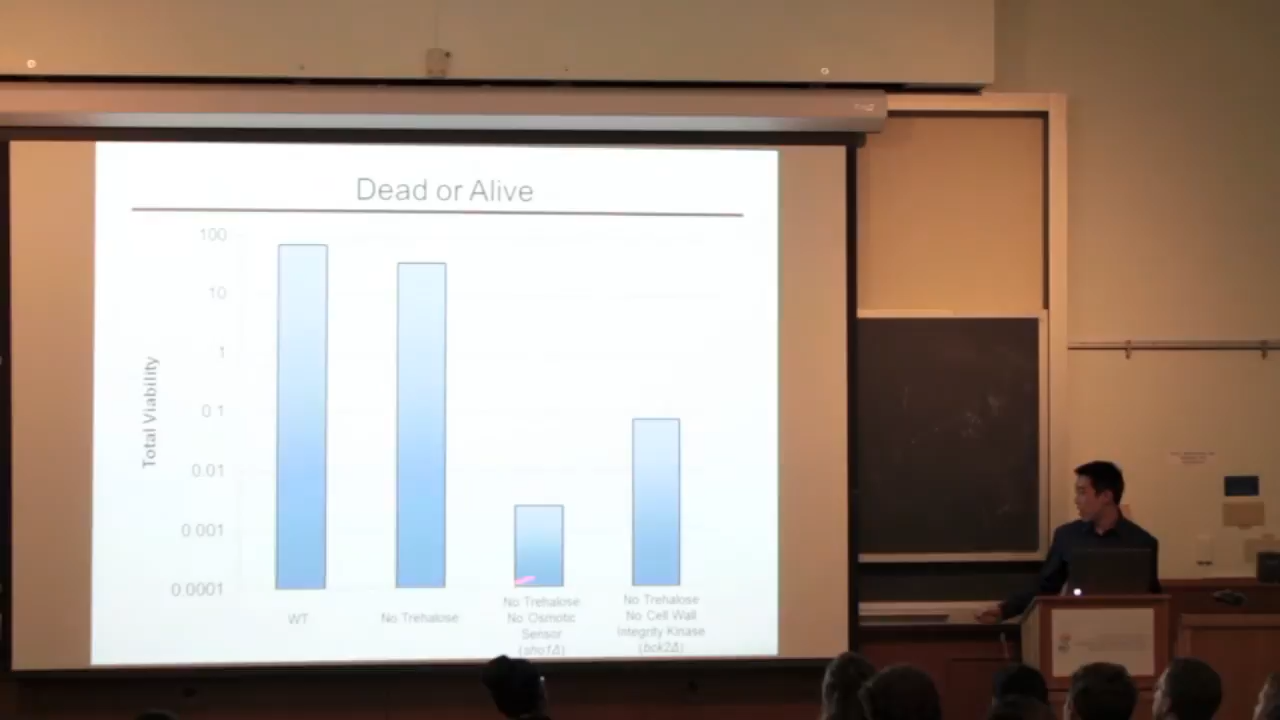 Dead or Alive
100
10
1
0.1
0.01
0.001
0.0001
Total Viability
WT
No Trehalose
No Trehalose
No Osmotic
Sensor
(sho1Δ)
No Trehalose
No Cell Wall
Integrity Kinase
(bck2Δ)